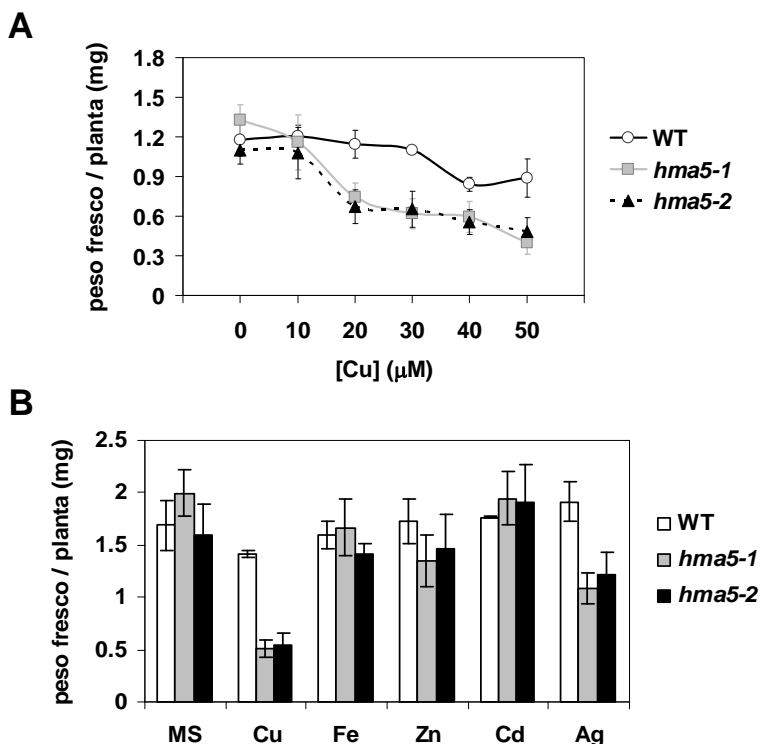 A
peso fresco / planta (mg)
1.8
1.5
1.2
0.9
0.6
0.3
0
0 10 20 30 40 50
[Cu] (μM)
WT
hma5-1
hma5-2
B
peso fresco / planta (mg)
2.5
2
1.5
1
0.5
0
MS Cu Fe Zn Cd Ag
WT
hma5-1
hma5-2